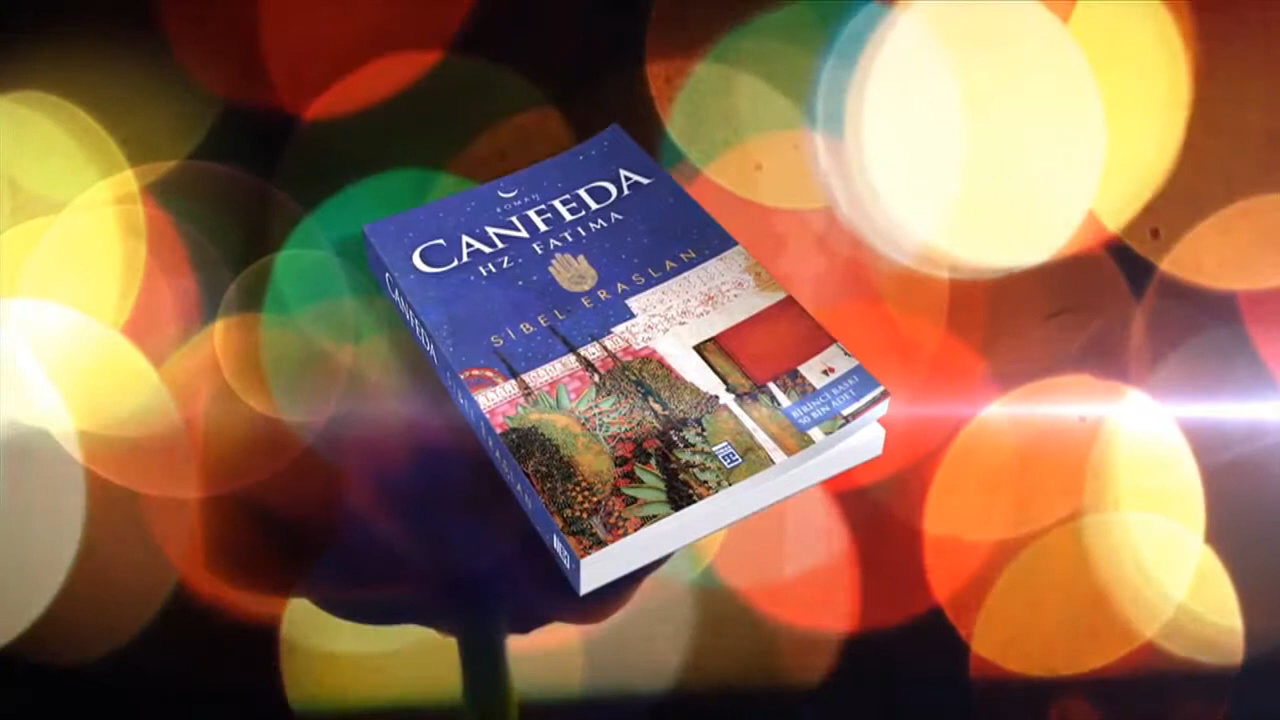 ROMAN
CANFEDA
HZ. FATIMA
SİBEL ERASLAN
BİRİNCİ BASKI
50 BİN ADET
CANFEDA
SİBEL ERASLAN